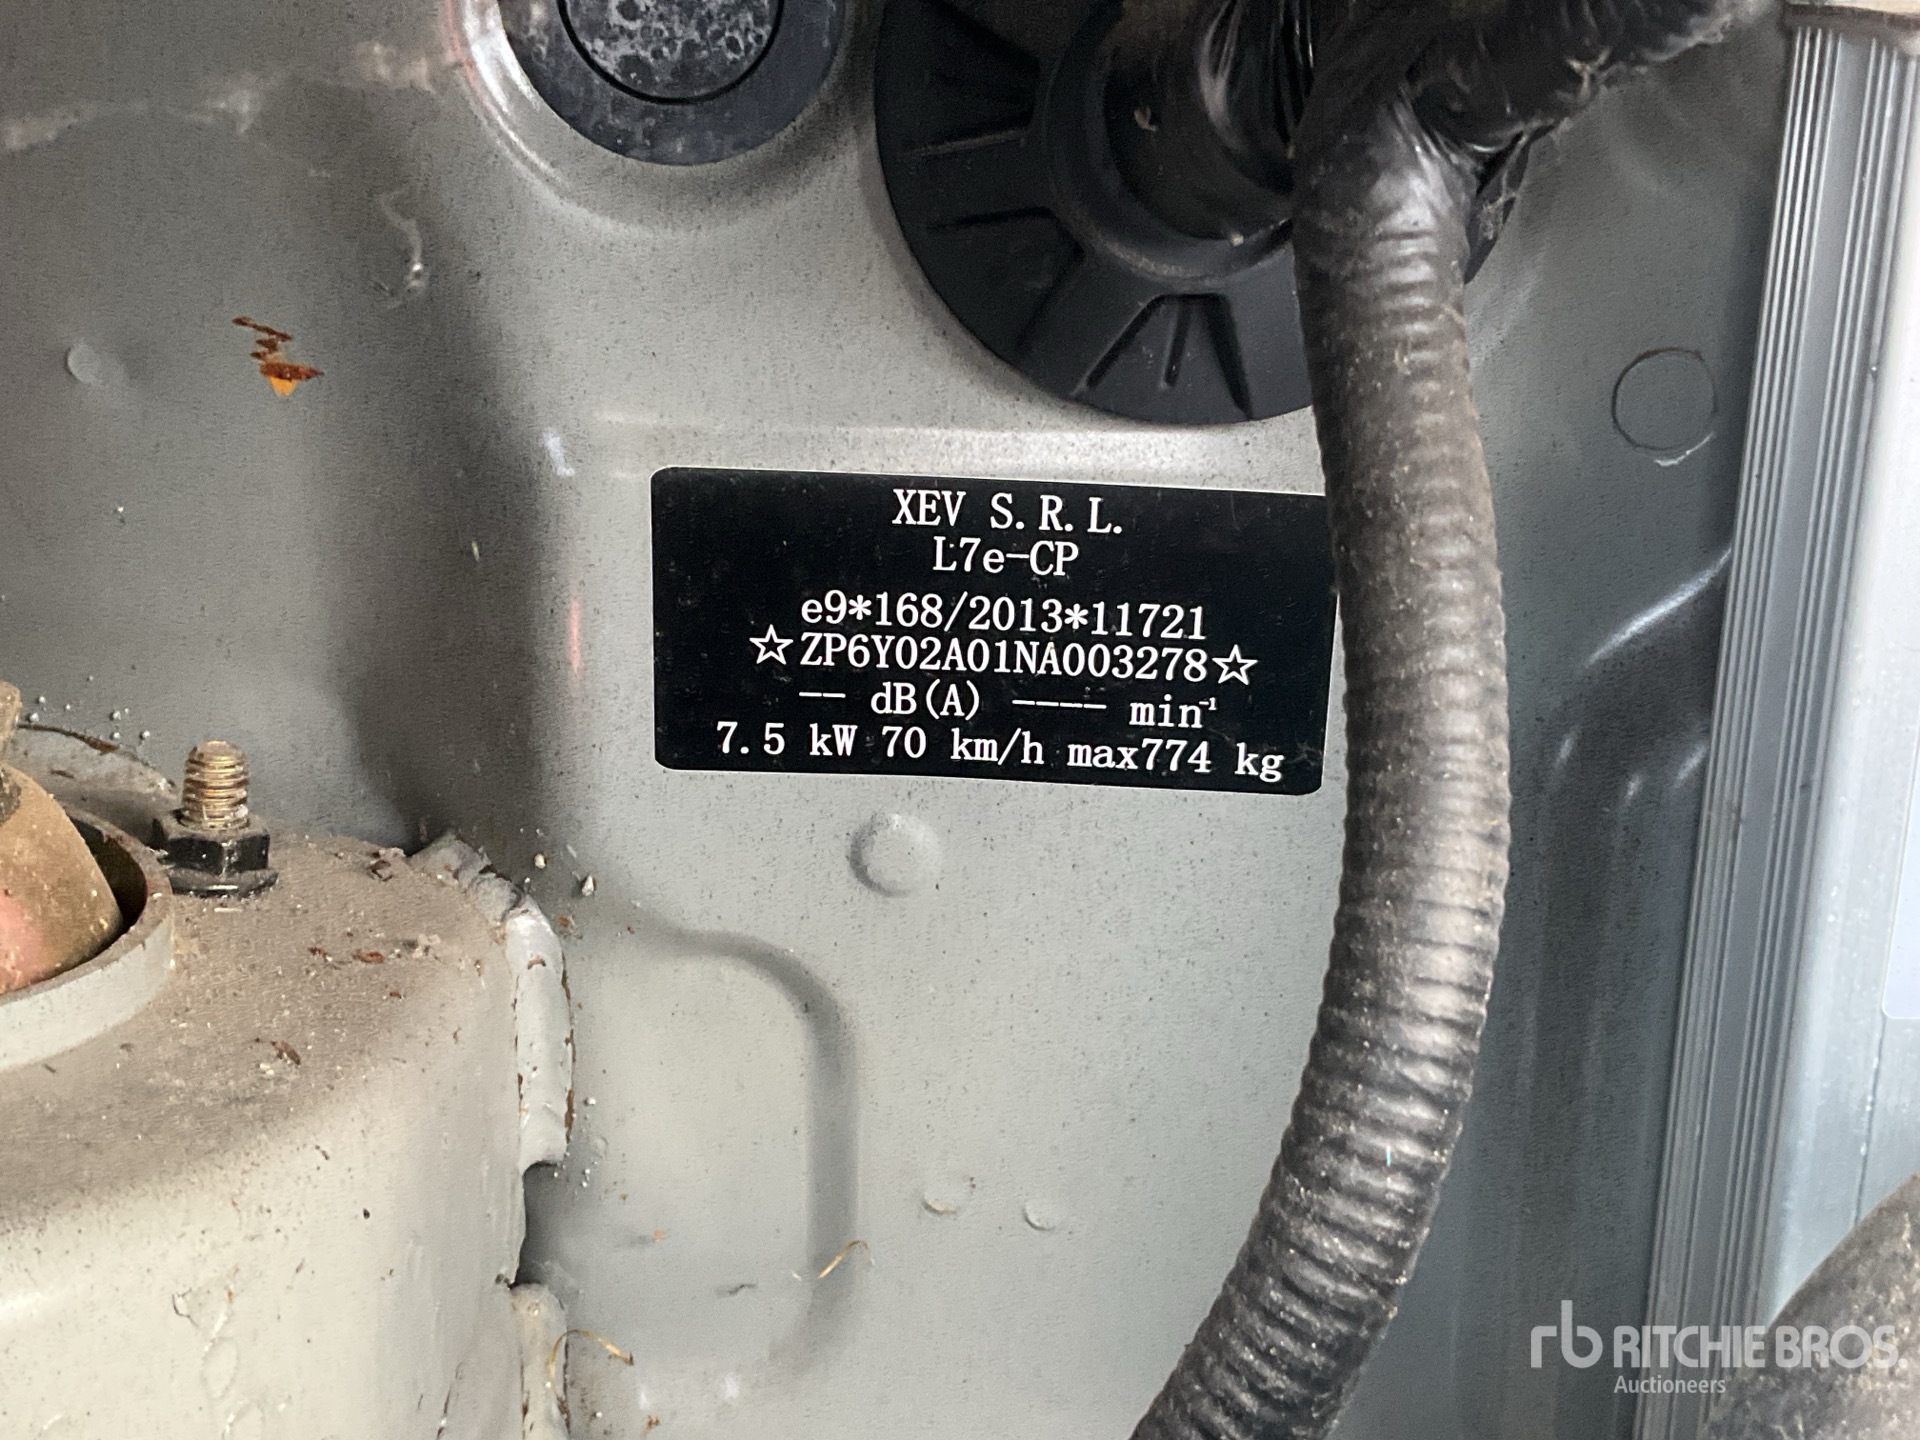 XEV S.R.L.
L7e-CP
e9*168/2013*11721
☆ZP6Y02A01NA003278☆
-- dB(A) ---- min⁻¹
7.5 kW 70 km/h max774 kg
rb RITCHIE BROS.
Auctioneers